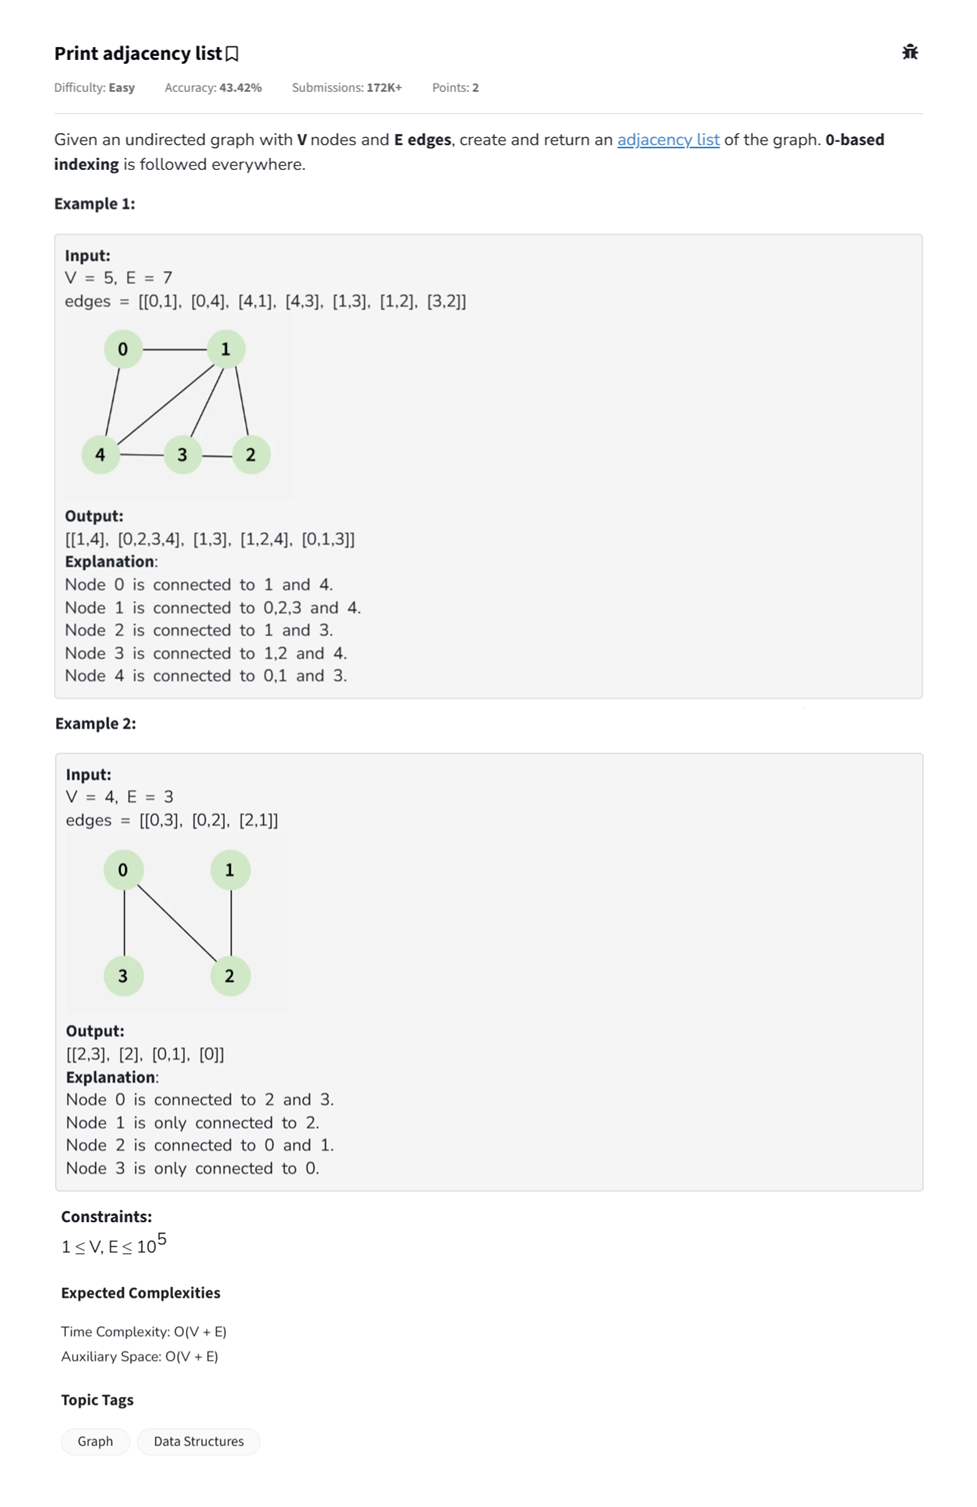 Print adjacency list
Difficulty: Easy Accuracy: 43.42% Submissions: 172K+ Points: 2
Given an undirected graph with V nodes and E edges, create and return an adjacency list of the graph. 0-based
indexing is followed everywhere.
Example 1:
Input:
V = 5, E = 7
edges = [[0,1], [0,4], [4,1], [4,3], [1,3], [1,2], [3,2]]
0 1
4 3 2
Output:
[[1,4], [0,2,3,4], [1,3], [1,2,4], [0,1,3]]
Explanation:
Node 0 is connected to 1 and 4.
Node 1 is connected to 0,2,3 and 4.
Node 2 is connected to 1 and 3.
Node 3 is connected to 1,2 and 4.
Node 4 is connected to 0,1 and 3.
Example 2:
Input:
V = 4, E = 3
edges = [[0,3], [0,2], [2,1]]
0 1
3 2
Output:
[[2,3], [2], [0,1], [0]]
Explanation:
Node 0 is connected to 2 and 3.
Node 1 is only connected to 2.
Node 2 is connected to 0 and 1.
Node 3 is only connected to 0.
Constraints:
1 ≤ V, E ≤ 10⁵
Expected Complexities
Time Complexity: O(V + E)
Auxiliary Space: O(V + E)
Topic Tags
Graph Data Structures